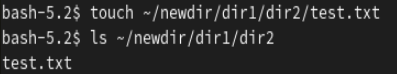 bash-5.2$ touch ~/newdir/dir1/dir2/test.txt
bash-5.2$ ls ~/newdir/dir1/dir2
test.txt